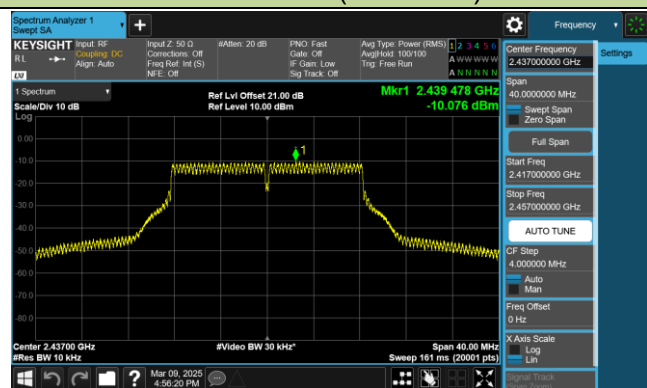 Spectrum Analyzer 1
Swept SA
Frequency
KEYSIGHT
Input: RF
Coupling: DC
Align: Auto
Input Z: 50 Ω
Corrections: Off
Freq Ref: Int (S)
NFE: Off
#Atten: 20 dB
PNO: Fast
Gate: Off
IF Gain: Low
Sig Track: Off
Avg Type: Power (RMS)
Avg|Hold: 100/100
Trig: Free Run
1 2 3 4 5 6
A W W W W W
A N N N N N
RL
LXI
1 Spectrum
Scale/Div 10 dB
Log
Ref Lvl Offset 21.00 dB
Ref Level 10.00 dBm
Mkr1 2.439 478 GHz
-10.076 dBm
1
0.00
-10.0
-20.0
-30.0
-40.0
-50.0
-60.0
-70.0
-80.0
Center 2.43700 GHz
#Res BW 10 kHz
#Video BW 30 kHz*
Span 40.00 MHz
Sweep 161 ms (20001 pts)
Center Frequency
2.437000000 GHz
Settings
Span
40.0000000 MHz
Swept Span
Zero Span
Full Span
Start Freq
2.417000000 GHz
Stop Freq
2.457000000 GHz
AUTO TUNE
CF Step
4.000000 MHz
Auto
Man
Freq Offset
0 Hz
X Axis Scale
Log
Lin
Signal Track
?
Mar 09, 2025
4:56:20 PM